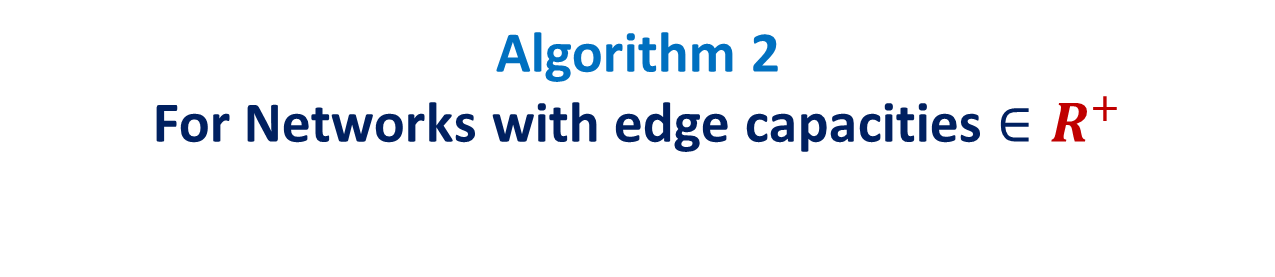 Algorithm 2
For Networks with edge capacities ∈ R⁺